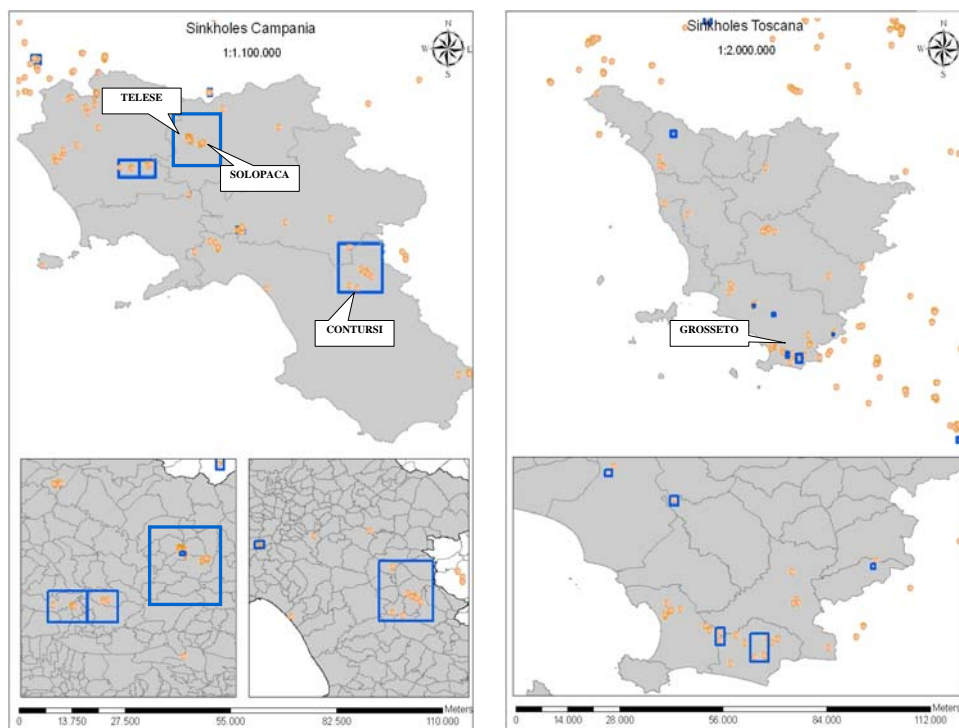 Sinkholes Campania
1:1.100.000
N
W E
S
TELESE
SOLOPACA
CONTURSI
Meters
0 13.750 27.500 55.000 82.500 110.000
Sinkholes Toscana
1:2.000.000
N
W E
S
GROSSETO
Meters
0 14.000 28.000 56.000 84.000 112.000